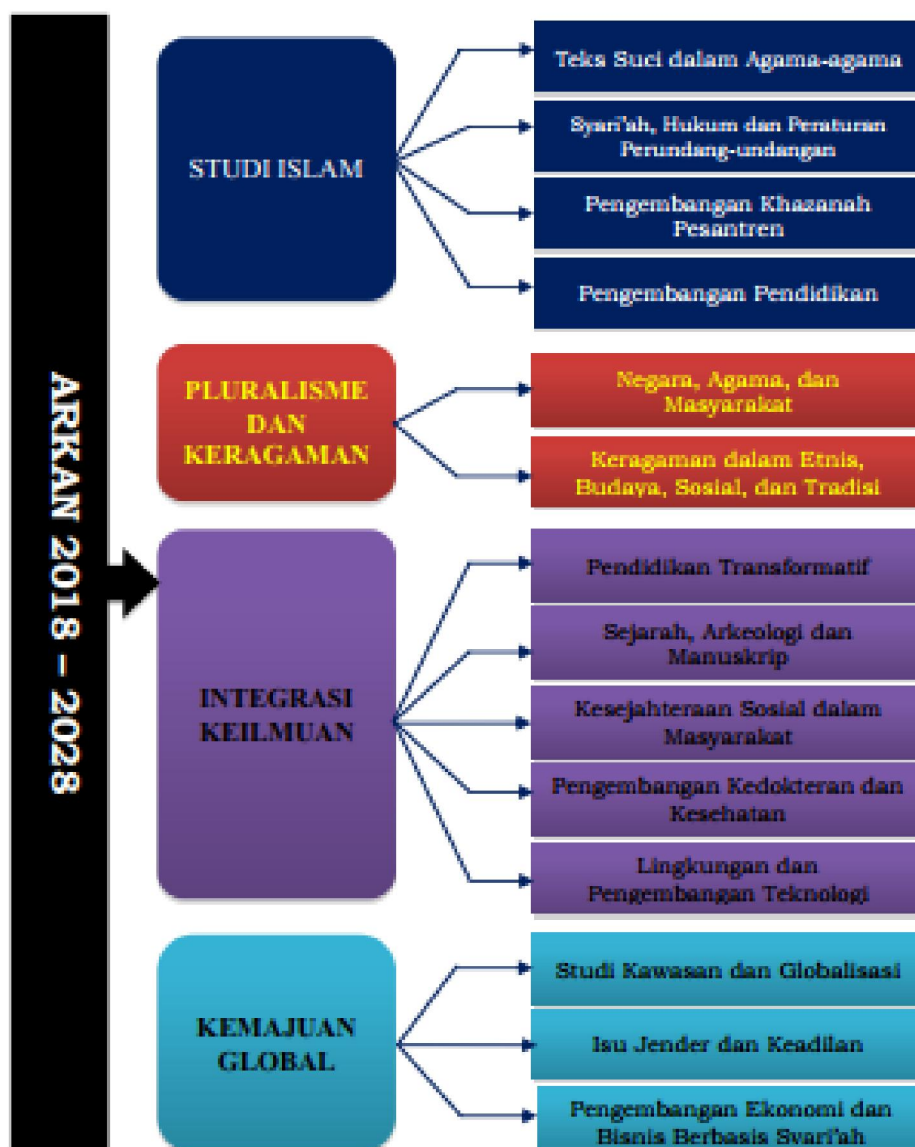 ARKAN 2018 – 2028
STUDI ISLAM
Teks Suci dalam Agama-agama
Syari'ah, Hukum dan Peraturan
Perundang-undangan
Pengembangan Khazanah
Pesantren
Pengembangan Pendidikan
PLURALISME
DAN
KERAGAMAN
Negara, Agama, dan
Masyarakat
Keragaman dalam Etnis,
Budaya, Sosial, dan Tradisi
INTEGRASI
KEILMUAN
Pendidikan Transformatif
Sejarah, Arkeologi dan
Manuskrip
Kesejahteraan Sosial dalam
Masyarakat
Pengembangan Kedokteran dan
Kesehatan
Lingkungan dan
Pengembangan Teknologi
KEMAJUAN
GLOBAL
Studi Kawasan dan Globalisasi
Isu Jender dan Keadilan
Pengembangan Ekonomi dan
Bisnis Berbasis Syari'ah